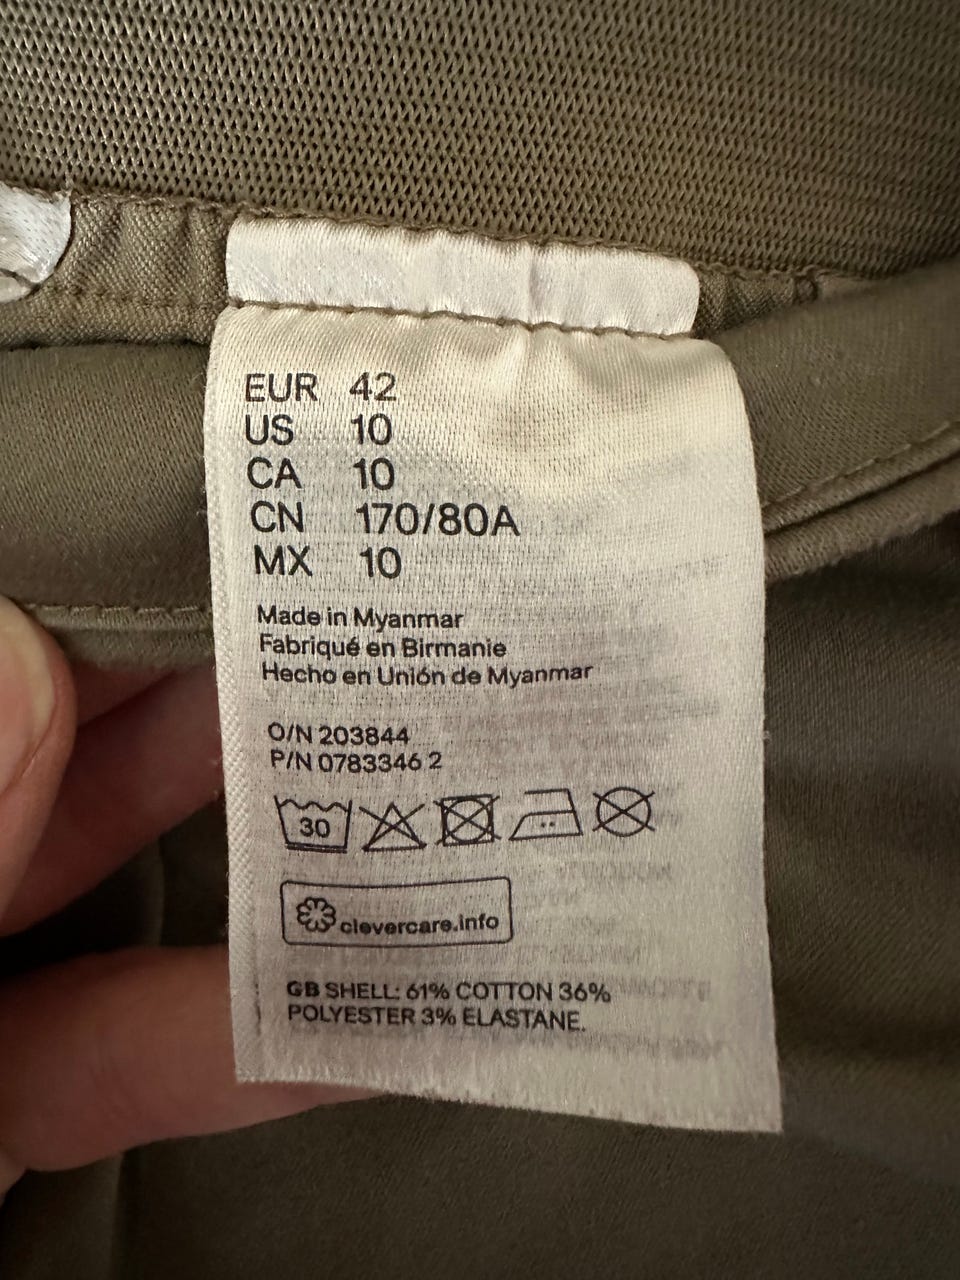 EUR 42
US 10
CA 10
CN 170/80A
MX 10
Made in Myanmar
Fabriqué en Birmanie
Hecho en Unión de Myanmar
O/N 203844
P/N 0783346 2
30
clevercare.info
GB SHELL: 61% COTTON 36%
POLYESTER 3% ELASTANE.